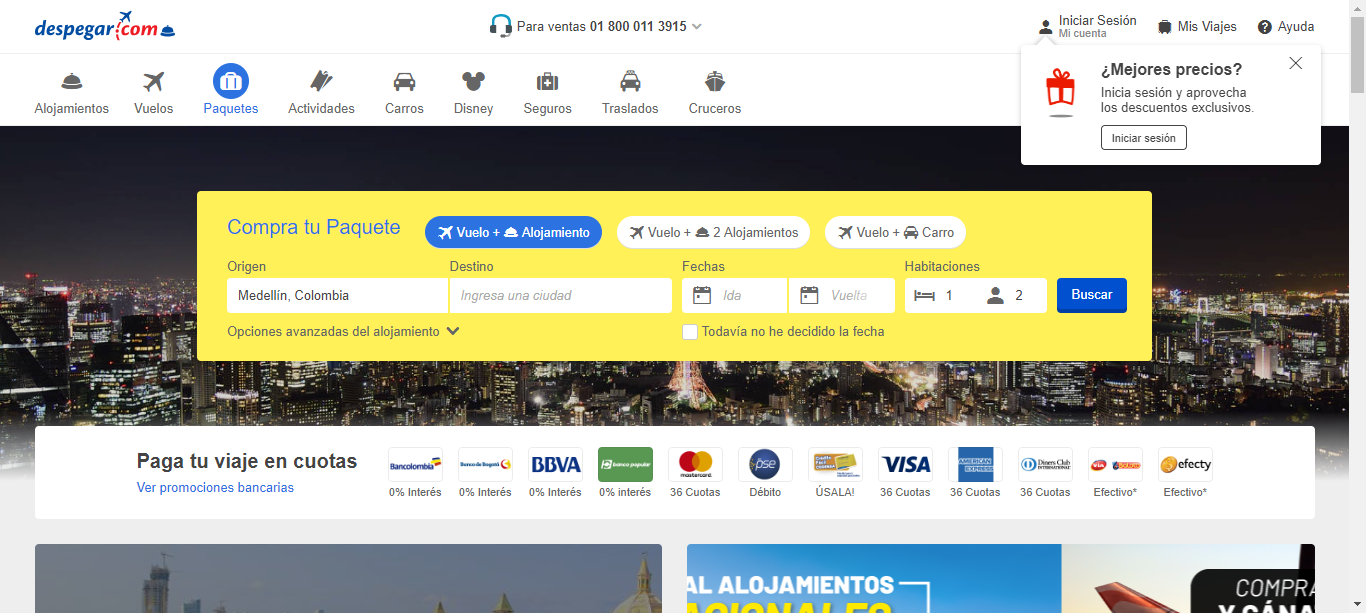 despegar.com
Para ventas 01 800 011 3915
Iniciar Sesión
Mi cuenta
Mis Viajes
Ayuda
Alojamientos
Vuelos
Paquetes
Actividades
Carros
Disney
Seguros
Traslados
Cruceros
¿Mejores precios?
Inicia sesión y aprovecha
los descuentos exclusivos.
Iniciar sesión
Compra tu Paquete
Vuelo + Alojamiento
Vuelo + 2 Alojamientos
Vuelo + Carro
Origen
Destino
Fechas
Habitaciones
Medellín, Colombia
Ingresa una ciudad
Ida
Vuelta
1
2
Buscar
Opciones avanzadas del alojamiento
Todavía no he decidido la fecha
Paga tu viaje en cuotas
Ver promociones bancarias
Bancolombia
Banco de Bogotá
BBVA
banco popular
mastercard
pse
VISA
AMERICAN EXPRESS
Diners Club
INTERNATIONAL
via baloto
efecty
0% Interés
0% Interés
0% Interés
0% interés
36 Cuotas
Débito
ÚSALA!
36 Cuotas
36 Cuotas
36 Cuotas
Efectivo*
Efectivo*
AL ALOJAMIENTOS
ACIONALES
COMPRA
Y GÁNA